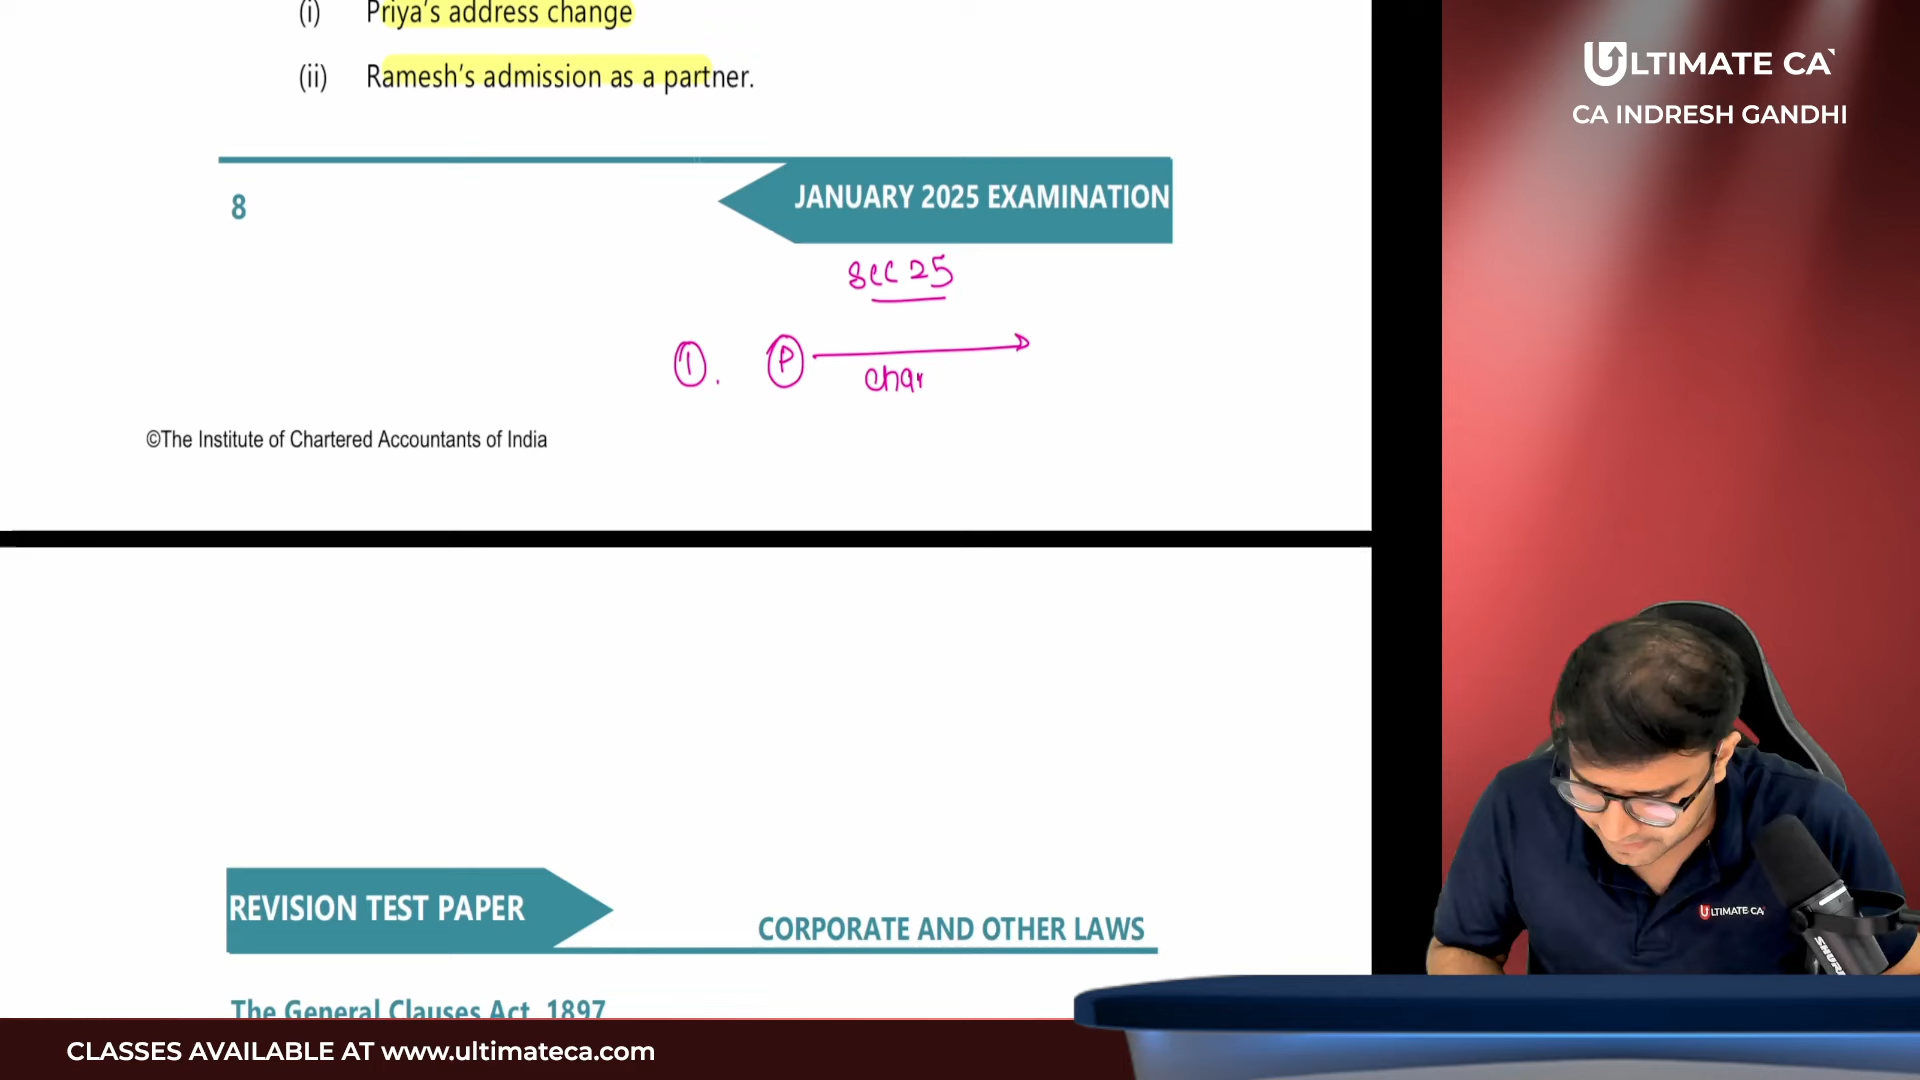 (i) Priya's address change
(ii) Ramesh's admission as a partner.
8
JANUARY 2025 EXAMINATION
Sec 25
1. P
char
©The Institute of Chartered Accountants of India
REVISION TEST PAPER
CORPORATE AND OTHER LAWS
The General Clauses Act, 1897
CLASSES AVAILABLE AT www.ultimateca.com
ULTIMATE CA
CA INDRESH GANDHI
ULTIMATE CA
SHURE